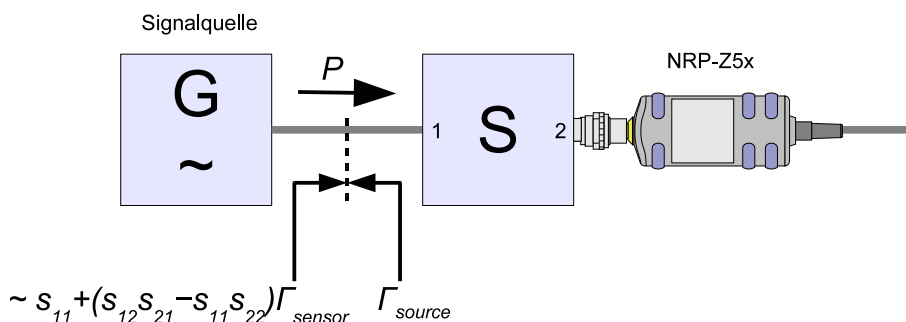 Signalquelle
NRP-Z5x
G
~
P
1
S
2
~ s11+(s12s21−s11s22)Γsensor
Γsource